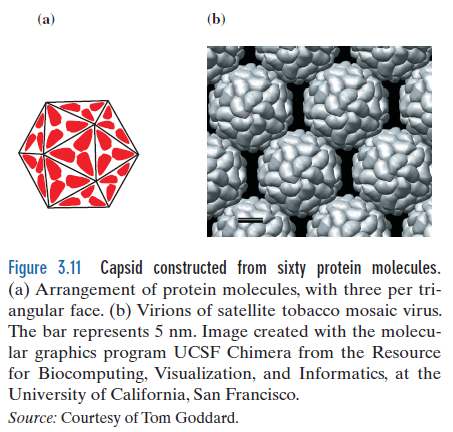 (a)
(b)
Figure 3.11 Capsid constructed from sixty protein molecules.
(a) Arrangement of protein molecules, with three per tri-
angular face. (b) Virions of satellite tobacco mosaic virus.
The bar represents 5 nm. Image created with the molecu-
lar graphics program UCSF Chimera from the Resource
for Biocomputing, Visualization, and Informatics, at the
University of California, San Francisco.
Source: Courtesy of Tom Goddard.